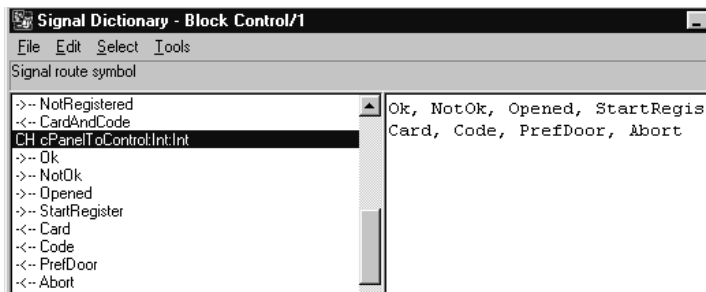 Signal Dictionary - Block Control/1
File Edit Select Tools
Signal route symbol
->-- NotRegistered
-<-- CardAndCode
CH cPanelToControl:Int:Int
->-- Ok
->-- NotOk
->-- Opened
->-- StartRegister
-<-- Card
-<-- Code
-<-- PrefDoor
-<-- Abort
Ok, NotOk, Opened, StartRegis
Card, Code, PrefDoor, Abort